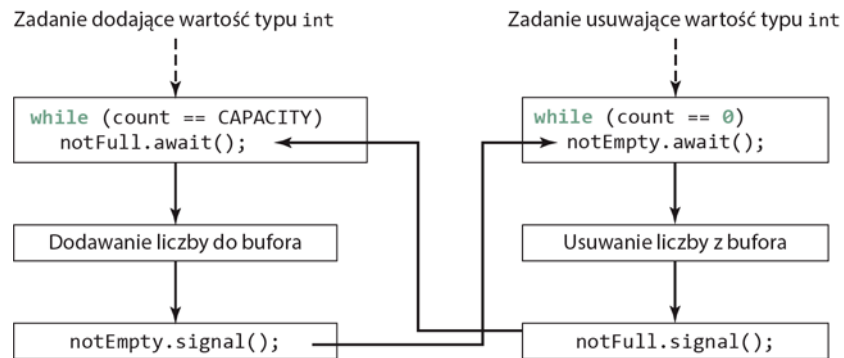 Zadanie dodające wartość typu int
while (count == CAPACITY)
notFull.await();
Dodawanie liczby do bufora
notEmpty.signal();
Zadanie usuwające wartość typu int
while (count == 0)
notEmpty.await();
Usuwanie liczby z bufora
notFull.signal();